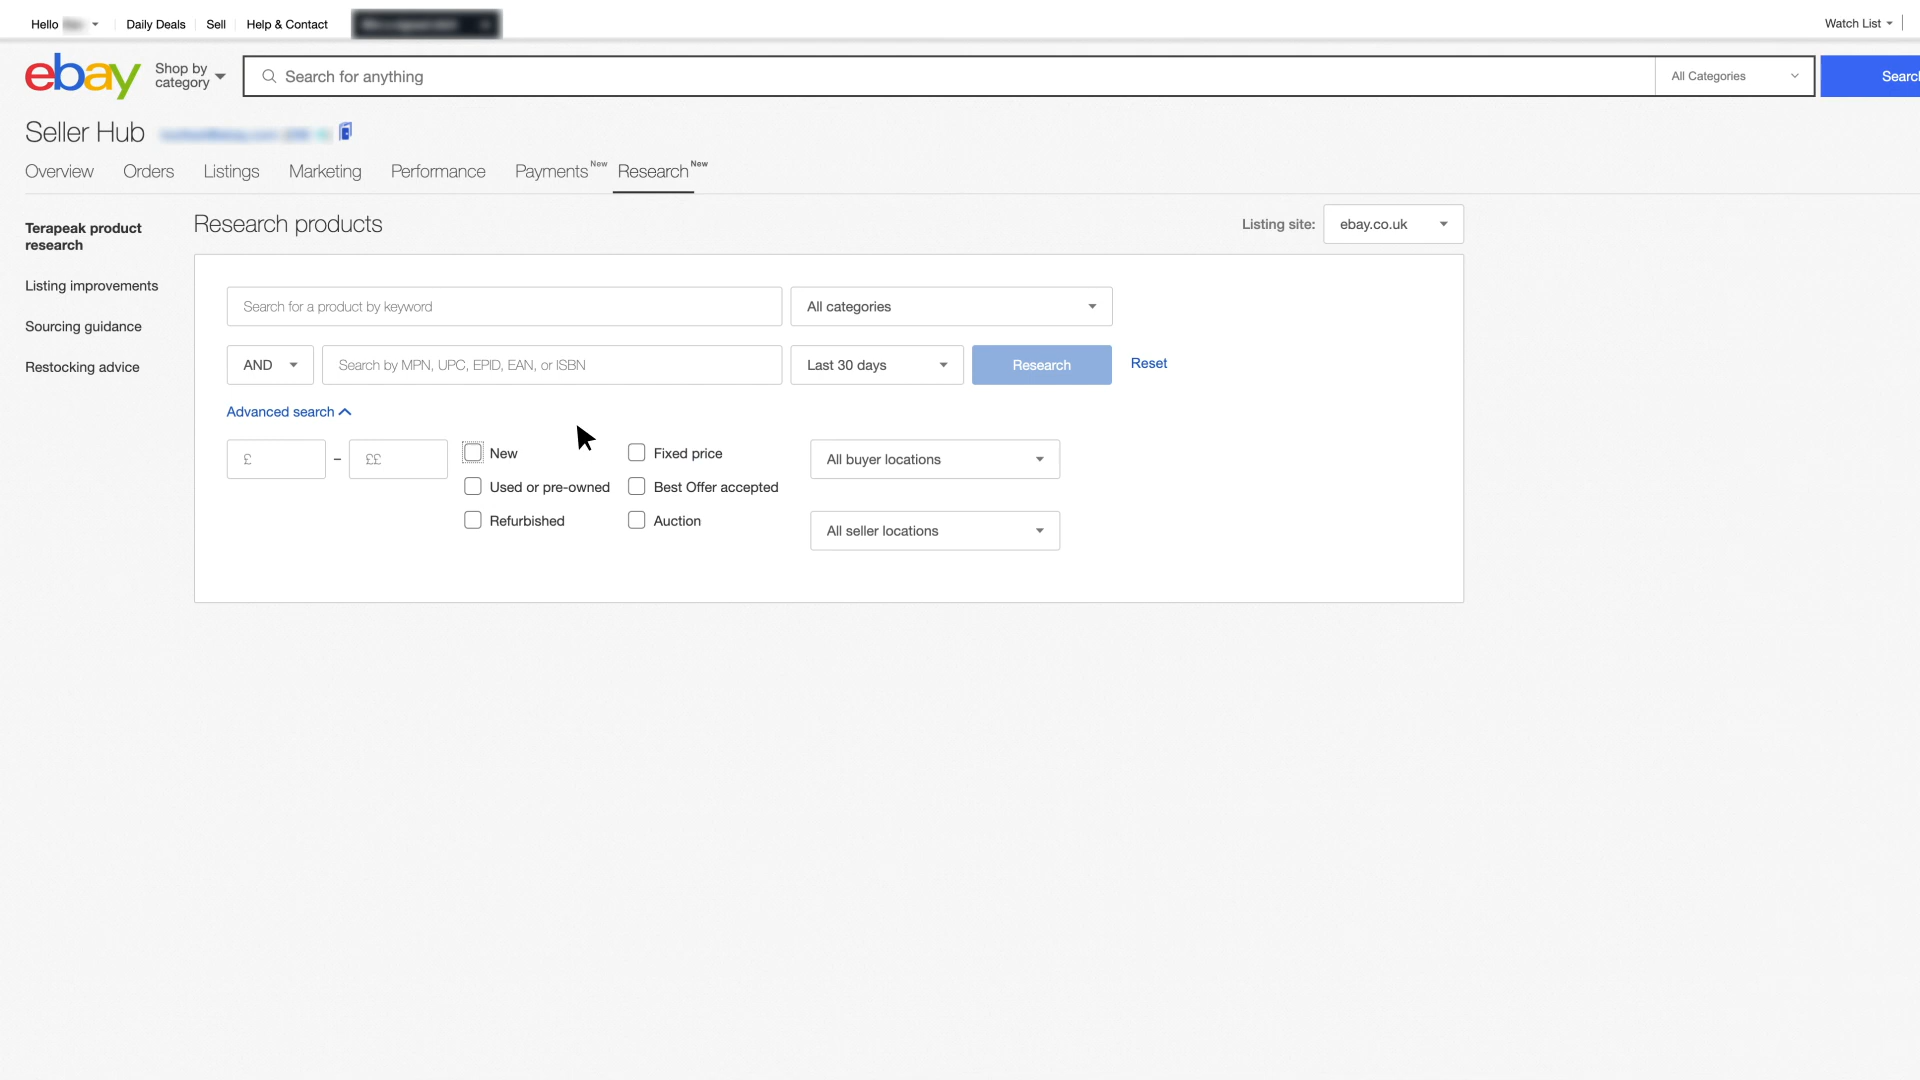 Hello
Daily Deals
Sell
Help & Contact
Watch List
ebay
Shop by
category
Search for anything
All Categories
Search
Seller Hub
Overview
Orders
Listings
Marketing
Performance
Payments New
Research New
Terapeak product
research
Listing improvements
Sourcing guidance
Restocking advice
Research products
Listing site:
ebay.co.uk
Search for a product by keyword
All categories
AND
Search by MPN, UPC, EPID, EAN, or ISBN
Last 30 days
Research
Reset
Advanced search
£
–
££
New
Fixed price
All buyer locations
Used or pre-owned
Best Offer accepted
Refurbished
Auction
All seller locations